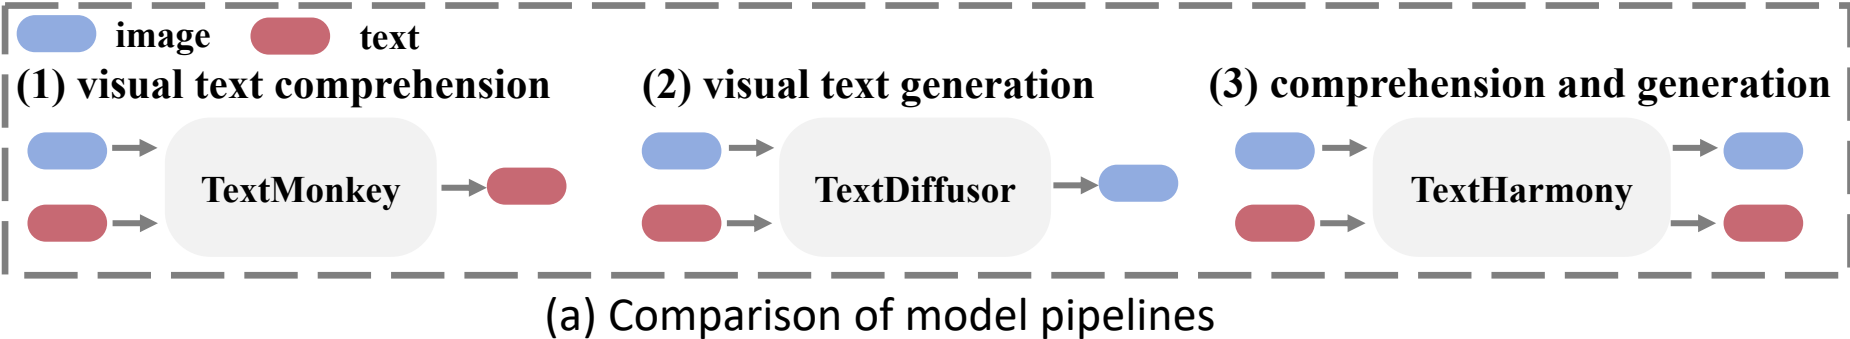 image text
(1) visual text comprehension (2) visual text generation (3) comprehension and generation
TextMonkey TextDiffusor TextHarmony
(a) Comparison of model pipelines